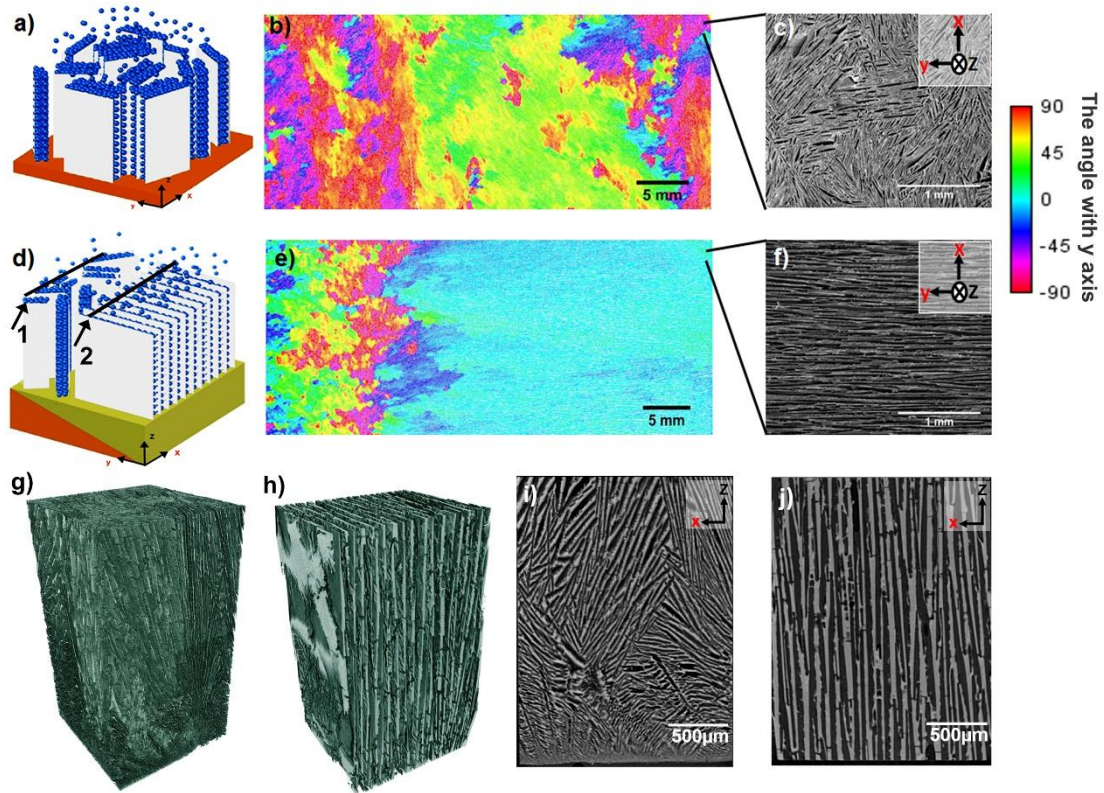 a)
z
y
x
b)
5 mm
c)
x
y
z
1 mm
90
45
0
-45
-90
The angle with y axis
d)
1
2
z
y
x
e)
5 mm
f)
x
y
z
1 mm
g)
h)
i)
z
x
500μm
j)
z
x
500μm